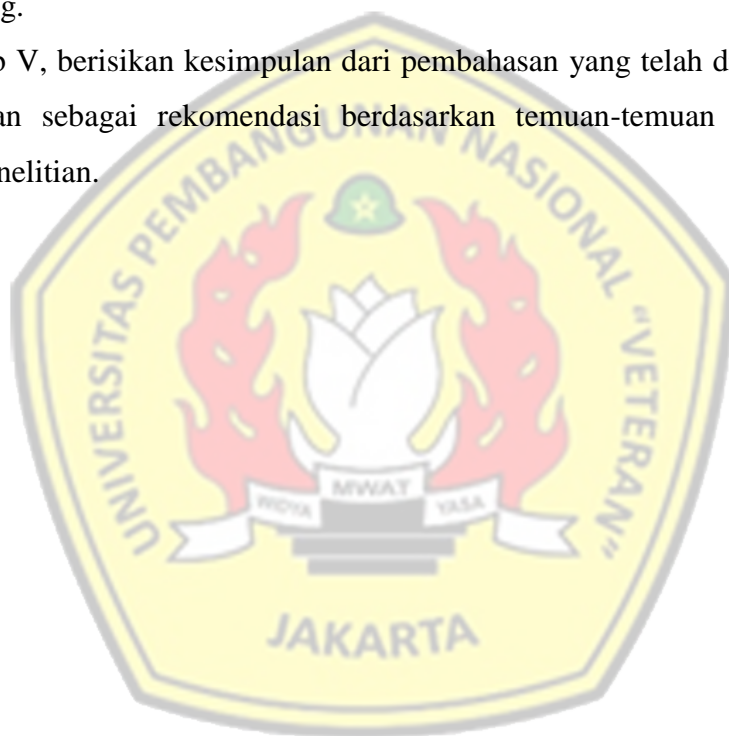 g.
o V, berisikan kesimpulan dari pembahasan yang telah d
an sebagai rekomendasi berdasarkan temuan-temuan
nelitian.
UNIVERSITAS PEMBANGUNAN NASIONAL "VETERAN"
WIDYA MWAT YASA
JAKARTA